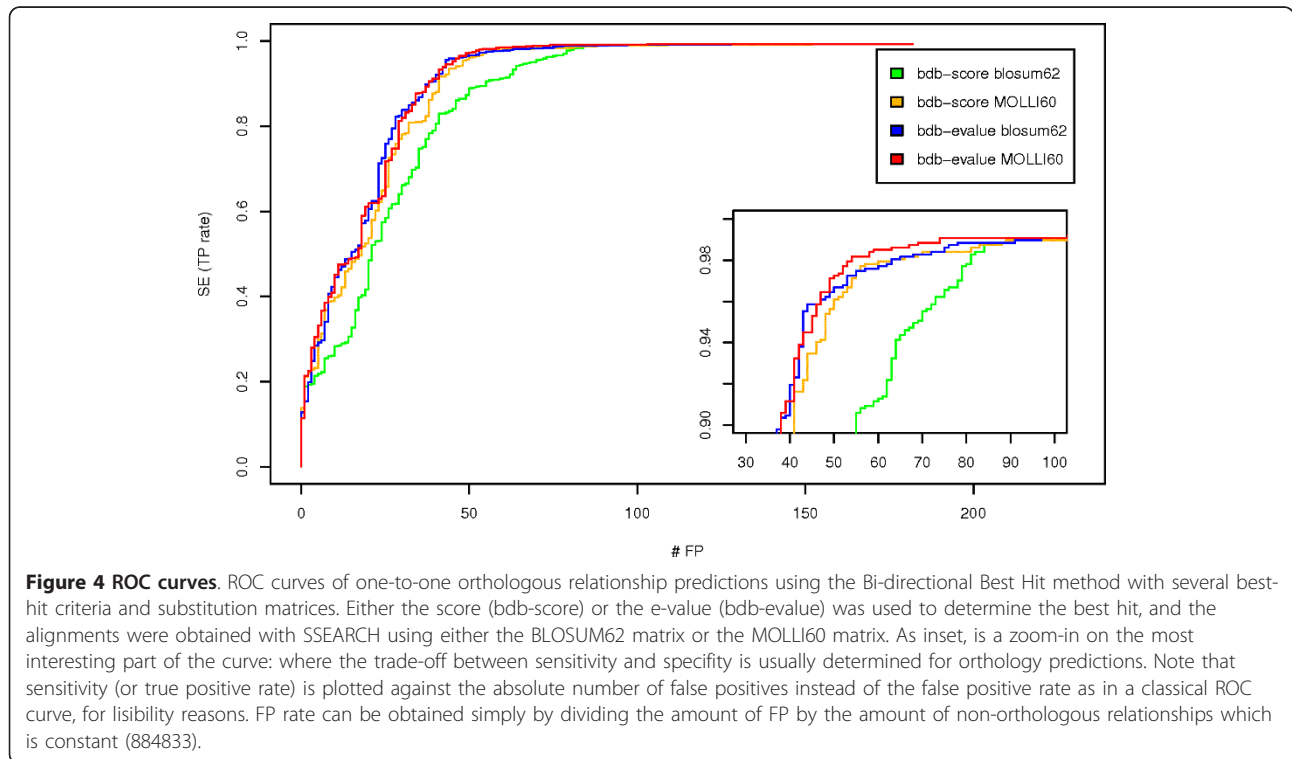 SE (TP rate)
1.0
0.8
0.6
0.4
0.2
0.0
bdb-score blosum62
bdb-score MOLLI60
bdb-evalue blosum62
bdb-evalue MOLLI60
0.98
0.94
0.90
30 40 50 60 70 80 90 100
0 50 100 150 200
# FP
Figure 4 ROC curves. ROC curves of one-to-one orthologous relationship predictions using the Bi-directional Best Hit method with several best-
hit criteria and substitution matrices. Either the score (bdb-score) or the e-value (bdb-evalue) was used to determine the best hit, and the
alignments were obtained with SSEARCH using either the BLOSUM62 matrix or the MOLLI60 matrix. As inset, is a zoom-in on the most
interesting part of the curve: where the trade-off between sensitivity and specifity is usually determined for orthology predictions. Note that
sensitivity (or true positive rate) is plotted against the absolute number of false positives instead of the false positive rate as in a classical ROC
curve, for lisibility reasons. FP rate can be obtained simply by dividing the amount of FP by the amount of non-orthologous relationships which
is constant (884833).